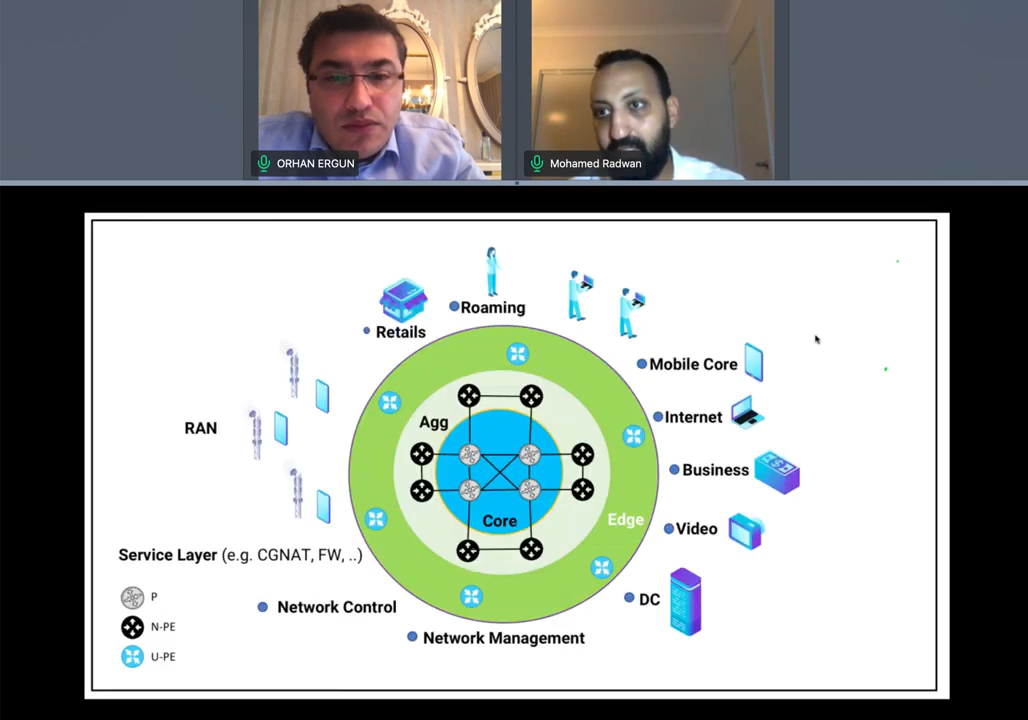 ORHAN ERGUN
Mohamed Radwan
Roaming
Retails
Mobile Core
RAN
Agg
Internet
Business
Core
Edge
Video
Service Layer (e.g. CGNAT, FW, ..)
P
DC
Network Control
N-PE
Network Management
U-PE